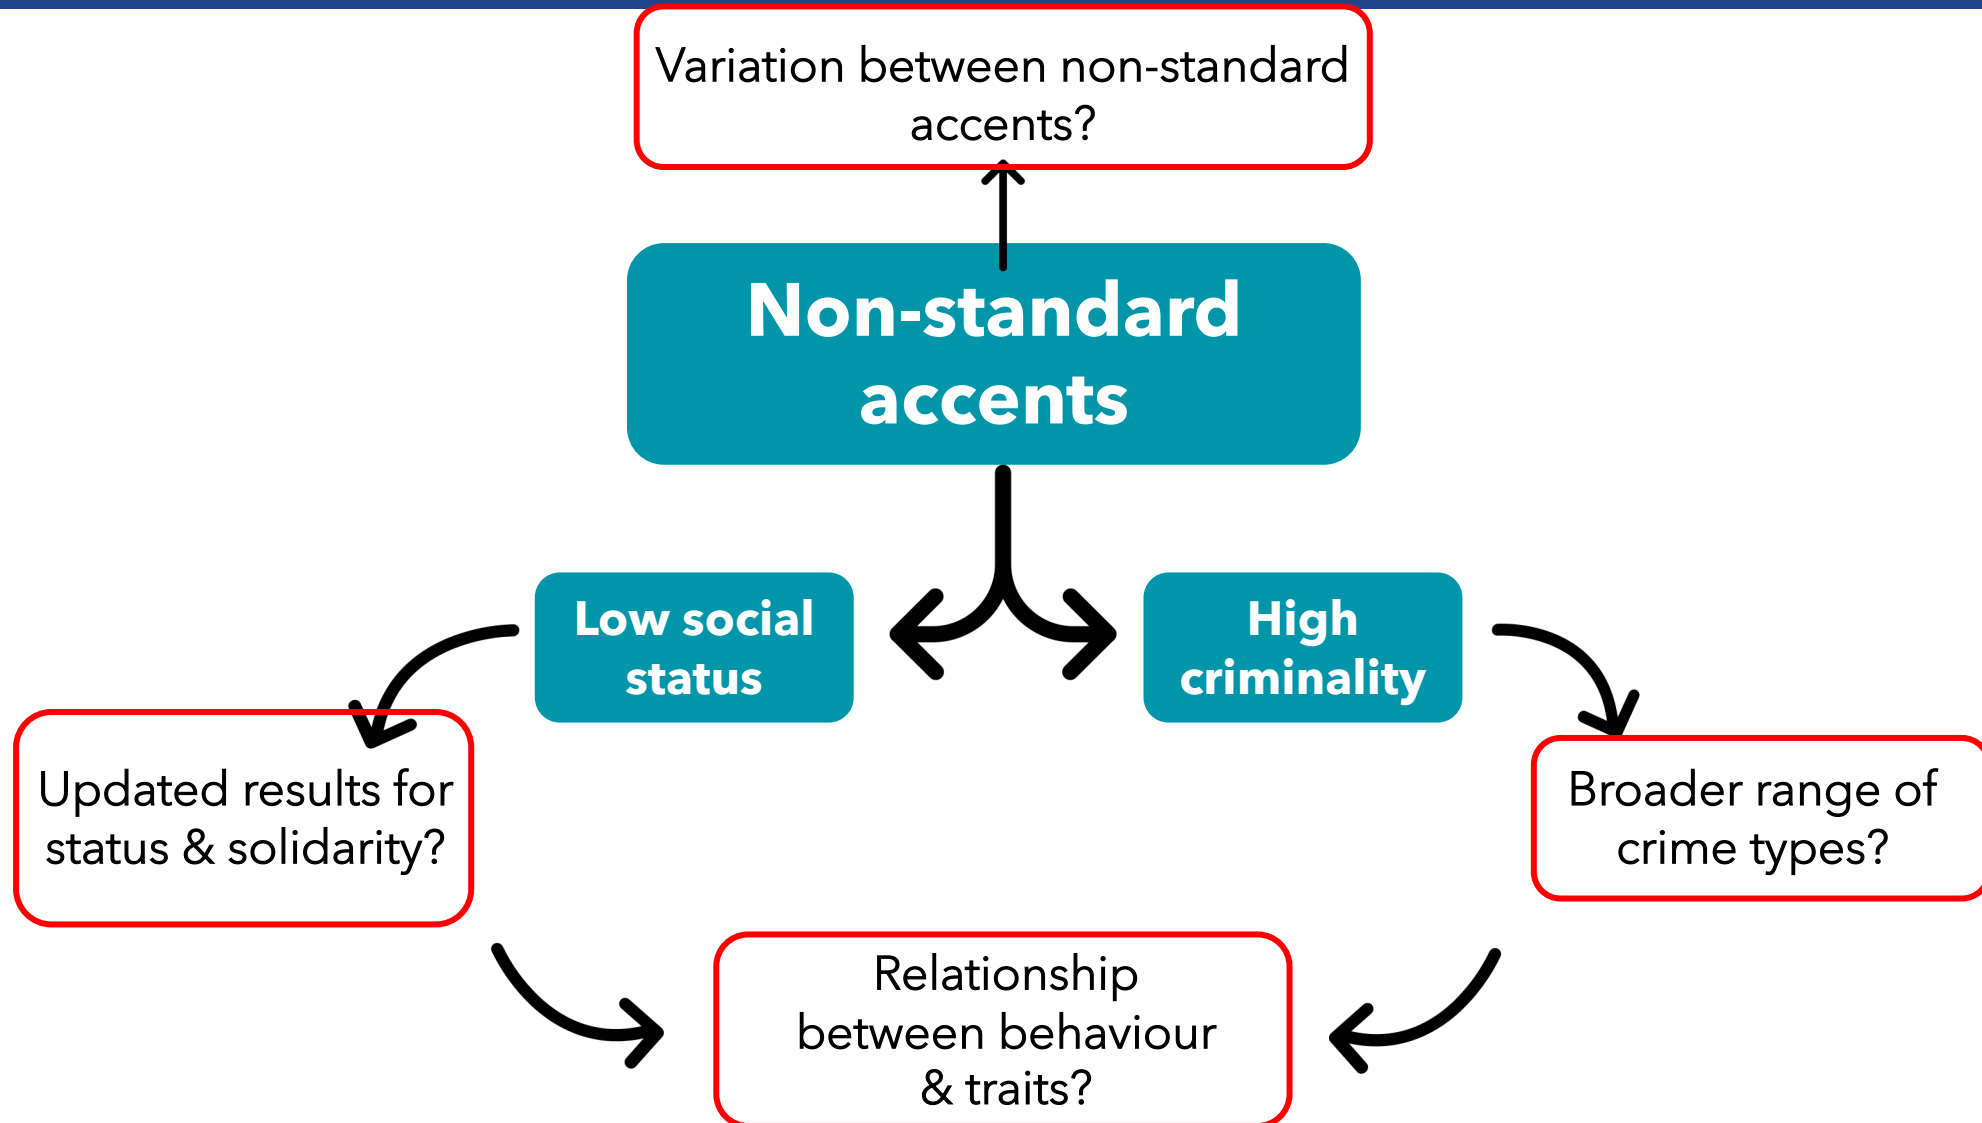 Variation between non-standard
accents?
Non-standard
accents
Low social
status
High
criminality
Updated results for
status & solidarity?
Broader range of
crime types?
Relationship
between behaviour
& traits?